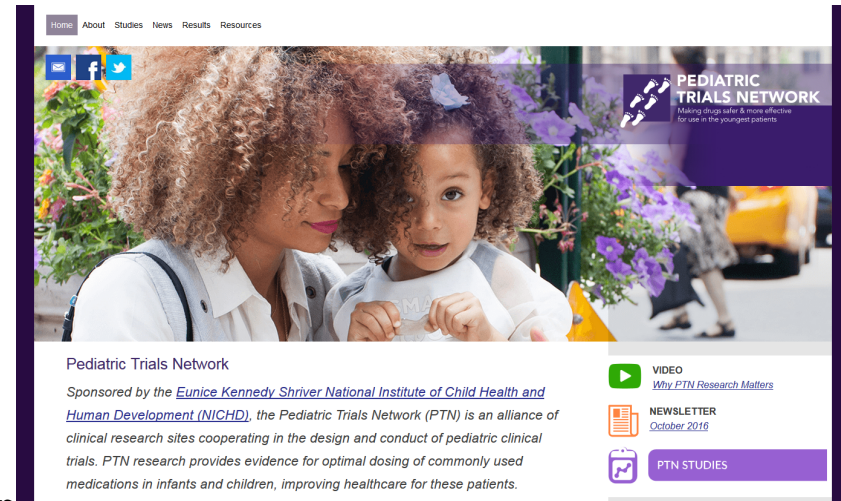 Home About Studies News Results Resources
PEDIATRIC
TRIALS NETWORK
Making drugs safer & more effective
for use in the youngest patients
Pediatric Trials Network
Sponsored by the Eunice Kennedy Shriver National Institute of Child Health and
Human Development (NICHD), the Pediatric Trials Network (PTN) is an alliance of
clinical research sites cooperating in the design and conduct of pediatric clinical
trials. PTN research provides evidence for optimal dosing of commonly used
medications in infants and children, improving healthcare for these patients.
VIDEO
Why PTN Research Matters
NEWSLETTER
October 2016
PTN STUDIES